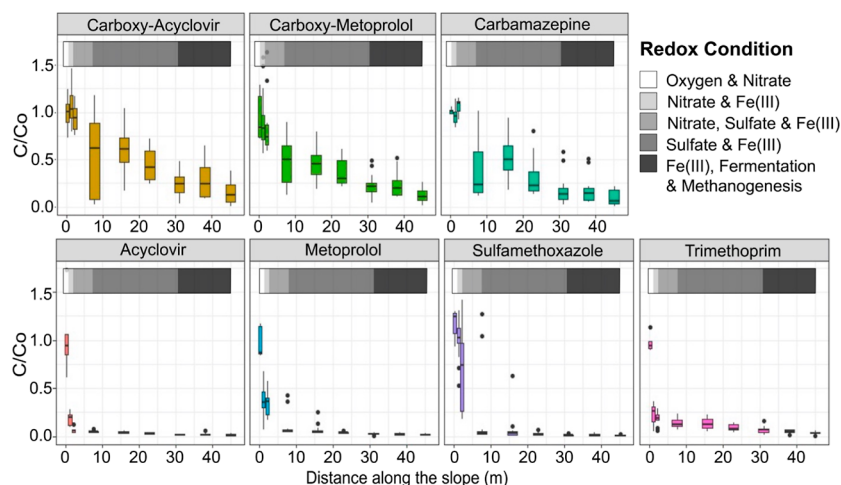 Carboxy-Acyclovir Carboxy-Metoprolol Carbamazepine
Redox Condition
Oxygen & Nitrate
Nitrate & Fe(III)
Nitrate, Sulfate & Fe(III)
Sulfate & Fe(III)
Fe(III), Fermentation
& Methanogenesis
C/Co
1.5
1.0
0.5
0.0
0 10 20 30 40 0 10 20 30 40 0 10 20 30 40
Acyclovir Metoprolol Sulfamethoxazole Trimethoprim
C/Co
1.5
1.0
0.5
0.0
0 10 20 30 40 0 10 20 30 40 0 10 20 30 40 0 10 20 30 40
Distance along the slope (m)